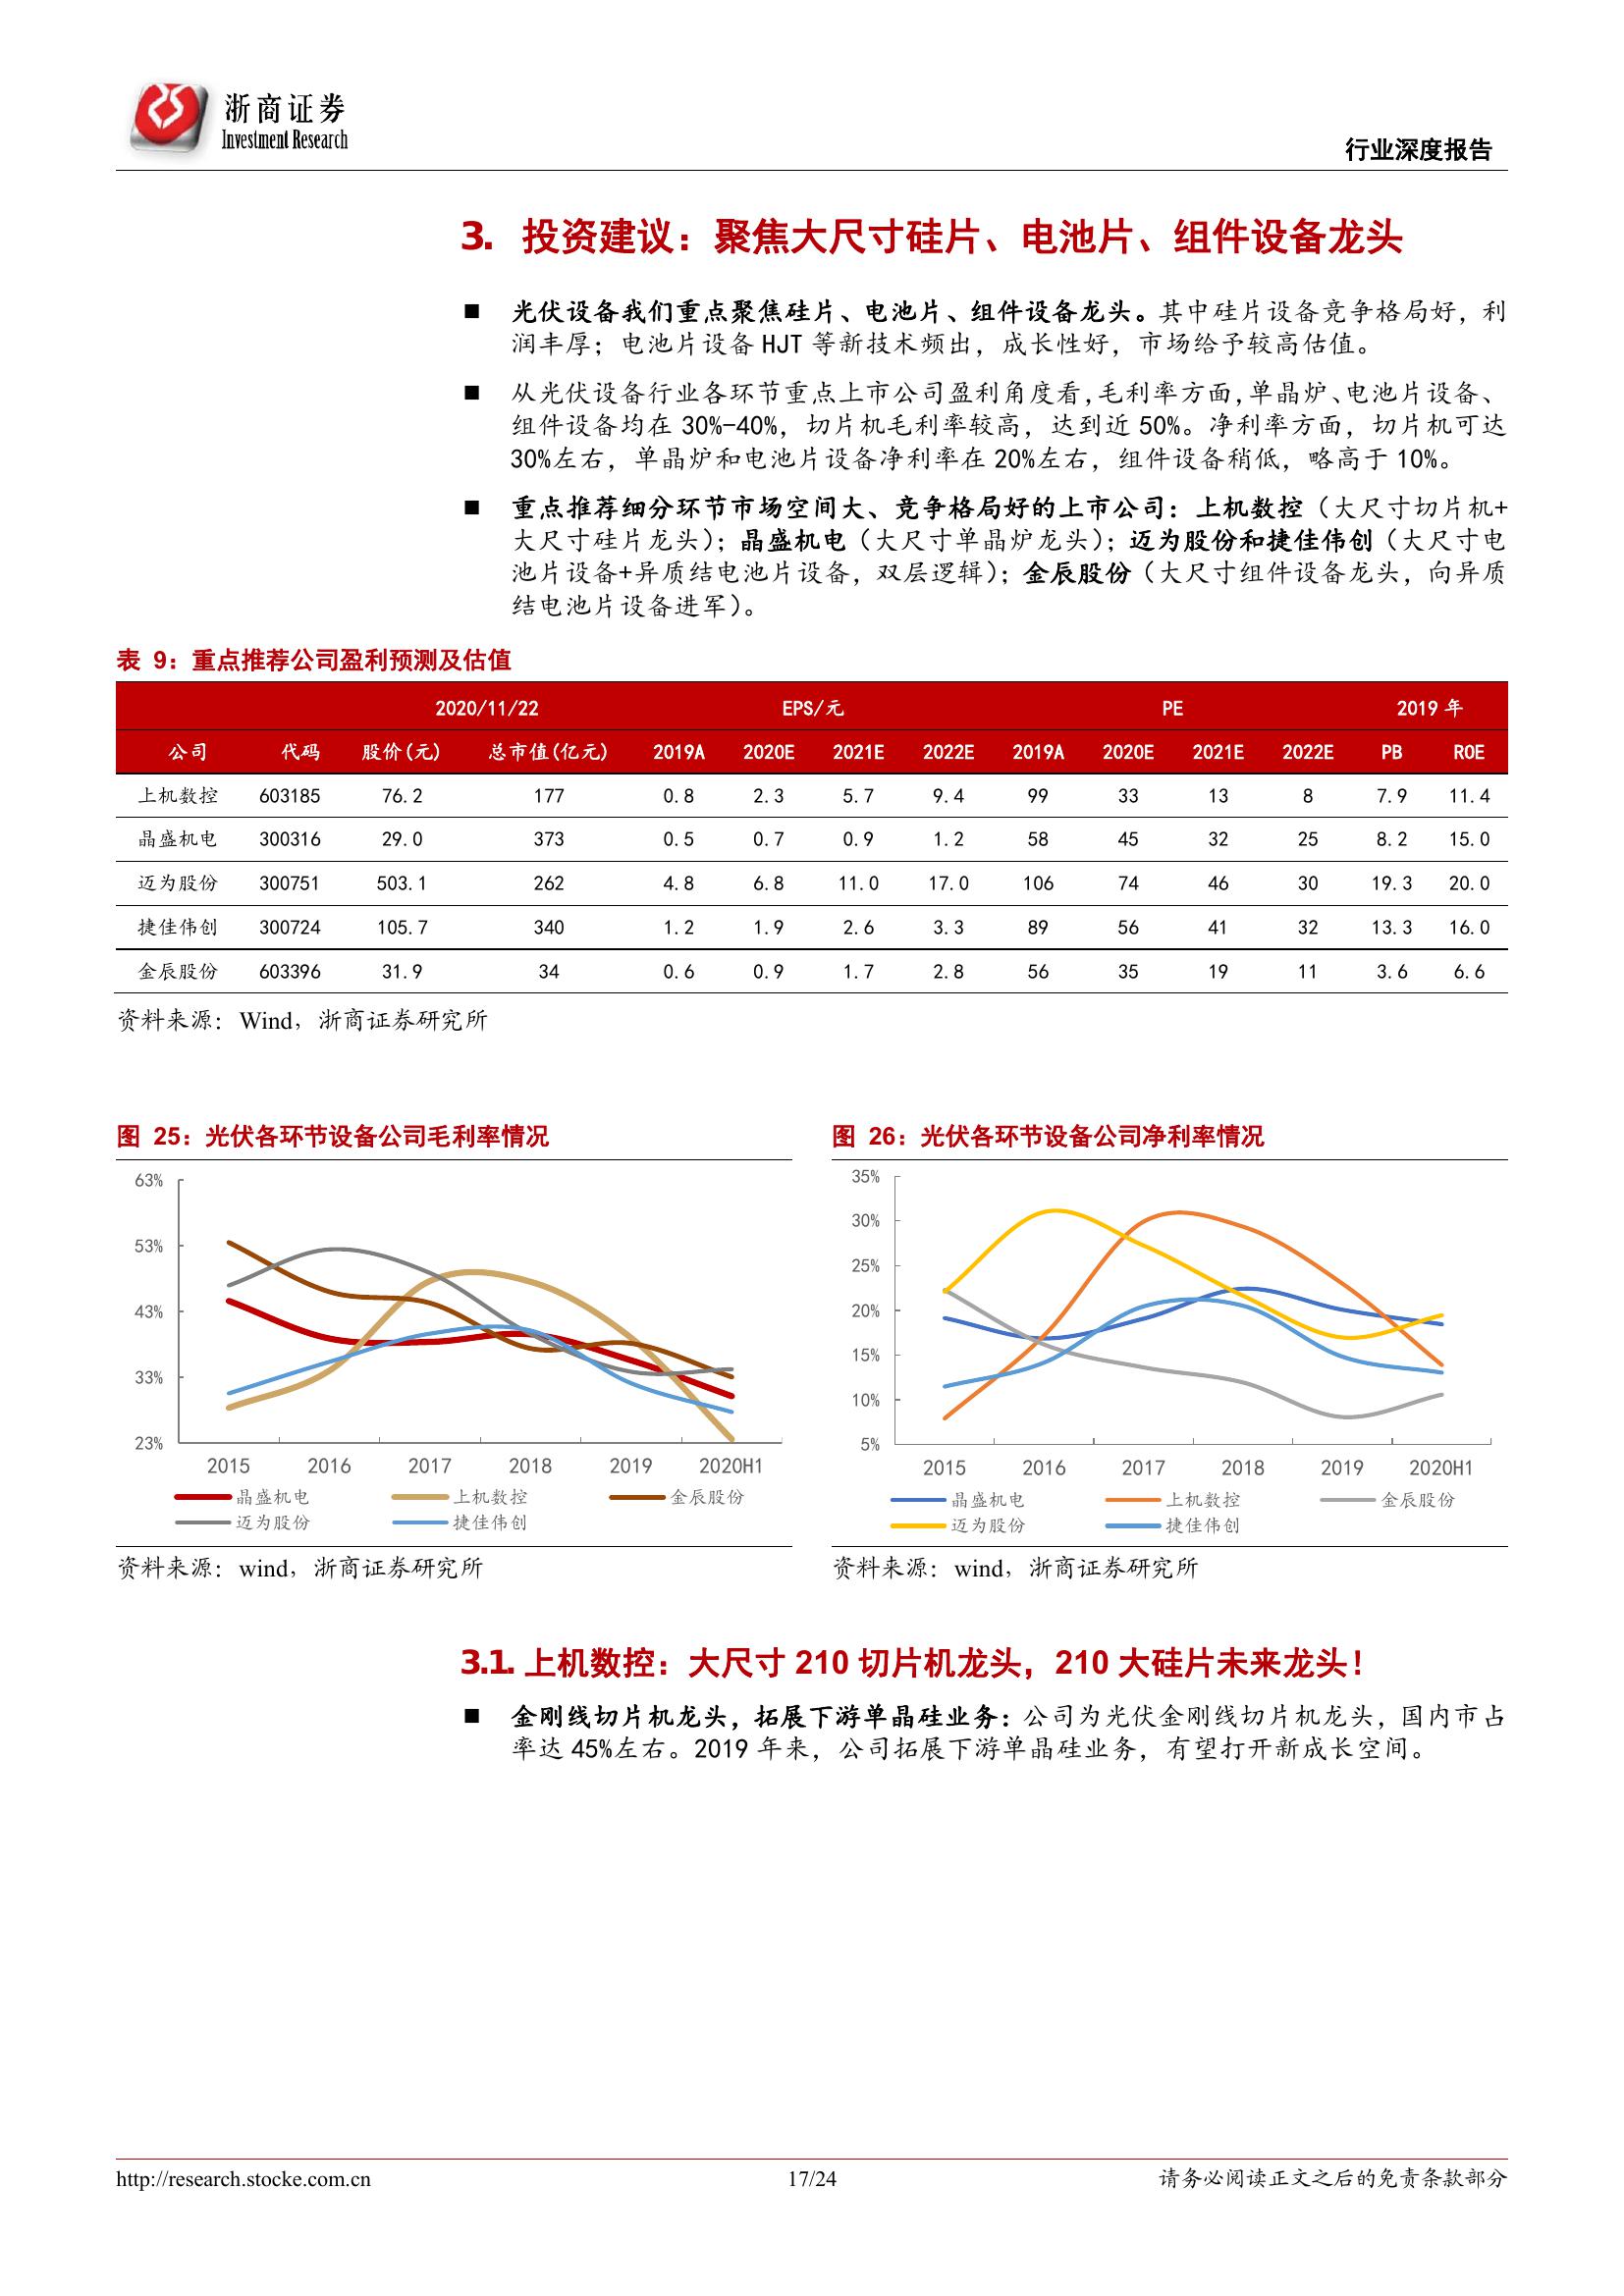 浙商证券
Investment Research
行业深度报告
3. 投资建议：聚焦大尺寸硅片、电池片、组件设备龙头
■ 光伏设备我们重点聚焦硅片、电池片、组件设备龙头。其中硅片设备竞争格局好，利
润丰厚；电池片设备 HJT 等新技术频出，成长性好，市场给予较高估值。
■ 从光伏设备行业各环节重点上市公司盈利角度看，毛利率方面，单晶炉、电池片设备、
组件设备均在 30%-40%，切片机毛利率较高，达到近 50%。净利率方面，切片机可达
30%左右，单晶炉和电池片设备净利率在 20%左右，组件设备稍低，略高于 10%。
■ 重点推荐细分环节市场空间大、竞争格局好的上市公司：上机数控（大尺寸切片机+
大尺寸硅片龙头）；晶盛机电（大尺寸单晶炉龙头）；迈为股份和捷佳伟创（大尺寸电
池片设备+异质结电池片设备，双层逻辑）；金辰股份（大尺寸组件设备龙头，向异质
结电池片设备进军）。
表 9：重点推荐公司盈利预测及估值
2020/11/22 EPS/元 PE 2019 年
公司 代码 股价(元) 总市值(亿元) 2019A 2020E 2021E 2022E 2019A 2020E 2021E 2022E PB ROE
上机数控 603185 76.2 177 0.8 2.3 5.7 9.4 99 33 13 8 7.9 11.4
晶盛机电 300316 29.0 373 0.5 0.7 0.9 1.2 58 45 32 25 8.2 15.0
迈为股份 300751 503.1 262 4.8 6.8 11.0 17.0 106 74 46 30 19.3 20.0
捷佳伟创 300724 105.7 340 1.2 1.9 2.6 3.3 89 56 41 32 13.3 16.0
金辰股份 603396 31.9 34 0.6 0.9 1.7 2.8 56 35 19 11 3.6 6.6
资料来源：Wind，浙商证券研究所
图 25：光伏各环节设备公司毛利率情况
63%
53%
43%
33%
23%
2015 2016 2017 2018 2019 2020H1
晶盛机电 上机数控 金辰股份
迈为股份 捷佳伟创
资料来源：wind，浙商证券研究所
图 26：光伏各环节设备公司净利率情况
35%
30%
25%
20%
15%
10%
5%
2015 2016 2017 2018 2019 2020H1
晶盛机电 上机数控 金辰股份
迈为股份 捷佳伟创
资料来源：wind，浙商证券研究所
3.1. 上机数控：大尺寸 210 切片机龙头，210 大硅片未来龙头！
■ 金刚线切片机龙头，拓展下游单晶硅业务：公司为光伏金刚线切片机龙头，国内市占
率达 45%左右。2019 年来，公司拓展下游单晶硅业务，有望打开新成长空间。
http://research.stocke.com.cn 17/24 请务必阅读正文之后的免责条款部分